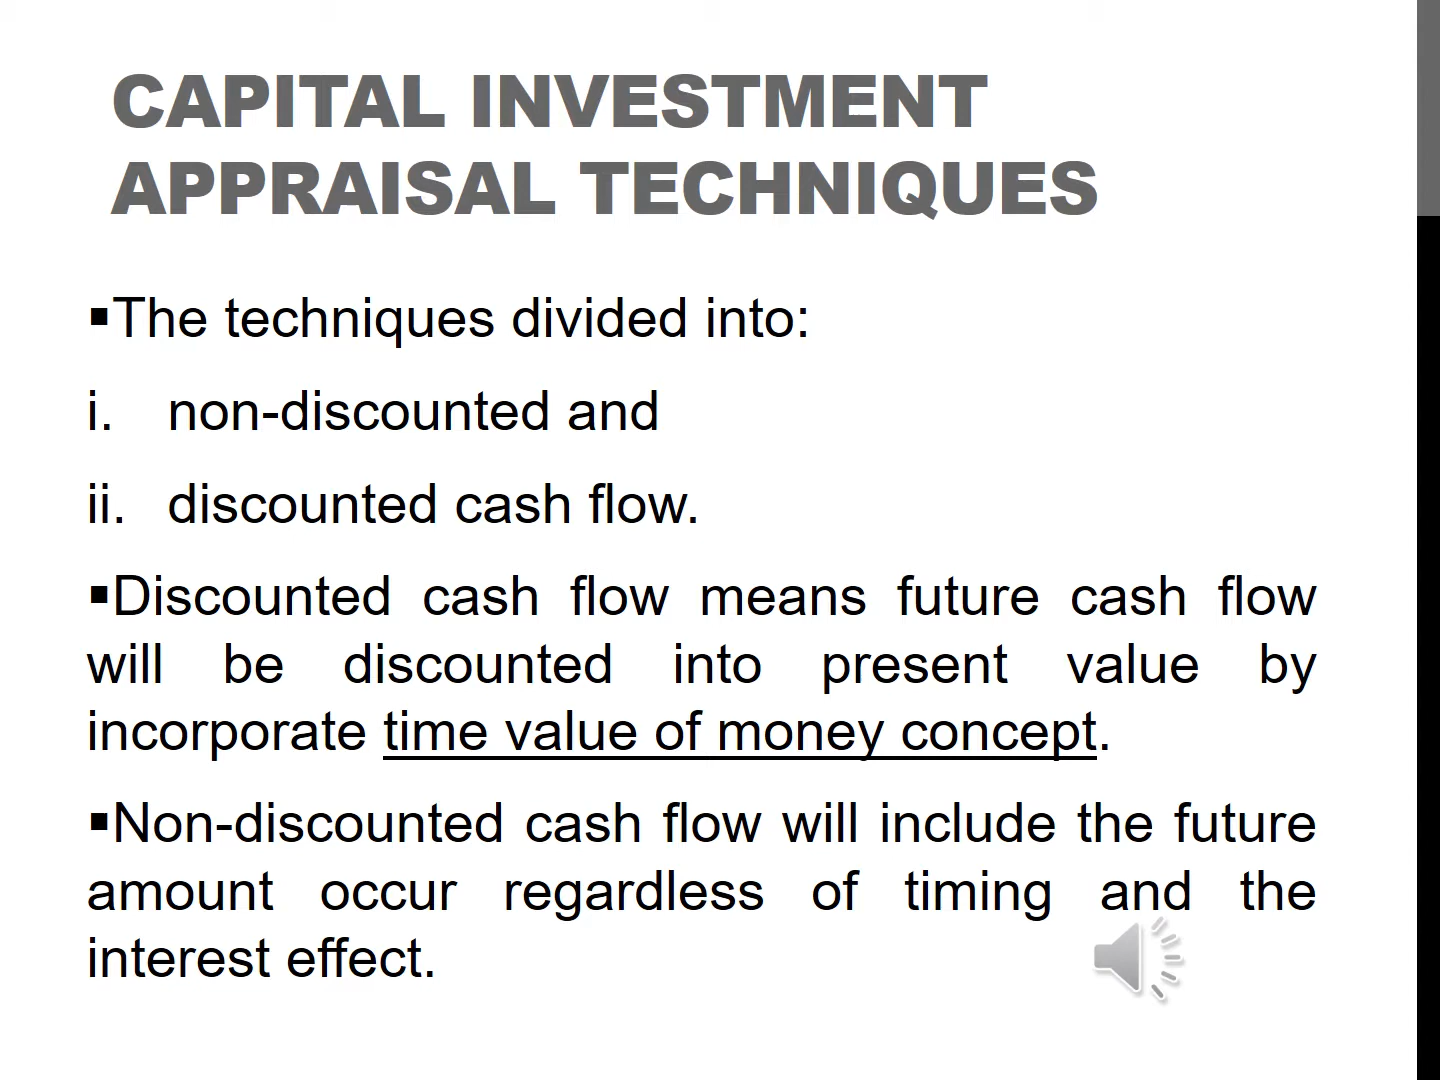 CAPITAL INVESTMENT
APPRAISAL TECHNIQUES
▪The techniques divided into:
i. non-discounted and
ii. discounted cash flow.
▪Discounted cash flow means future cash flow
will be discounted into present value by
incorporate time value of money concept.
▪Non-discounted cash flow will include the future
amount occur regardless of timing and the
interest effect.